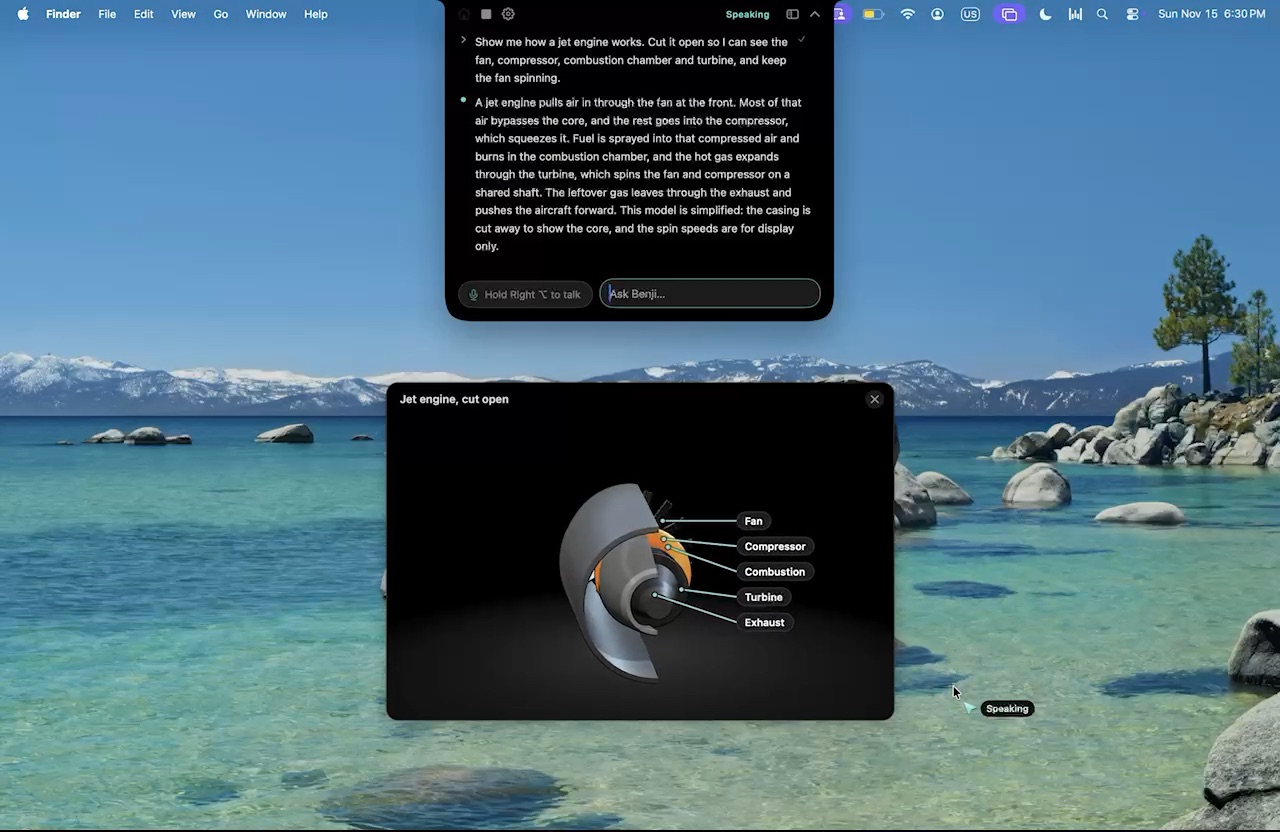 Finder File Edit View Go Window Help
US
Sun Nov 15 6:30 PM
Speaking
Show me how a jet engine works. Cut it open so I can see the
fan, compressor, combustion chamber and turbine, and keep
the fan spinning.
A jet engine pulls air in through the fan at the front. Most of that
air bypasses the core, and the rest goes into the compressor,
which squeezes it. Fuel is sprayed into that compressed air and
burns in the combustion chamber, and the hot gas expands
through the turbine, which spins the fan and compressor on a
shared shaft. The leftover gas leaves through the exhaust and
pushes the aircraft forward. This model is simplified: the casing is
cut away to show the core, and the spin speeds are for display
only.
Hold Right ⌥ to talk
Ask Benji...
Jet engine, cut open
Fan
Compressor
Combustion
Turbine
Exhaust
Speaking